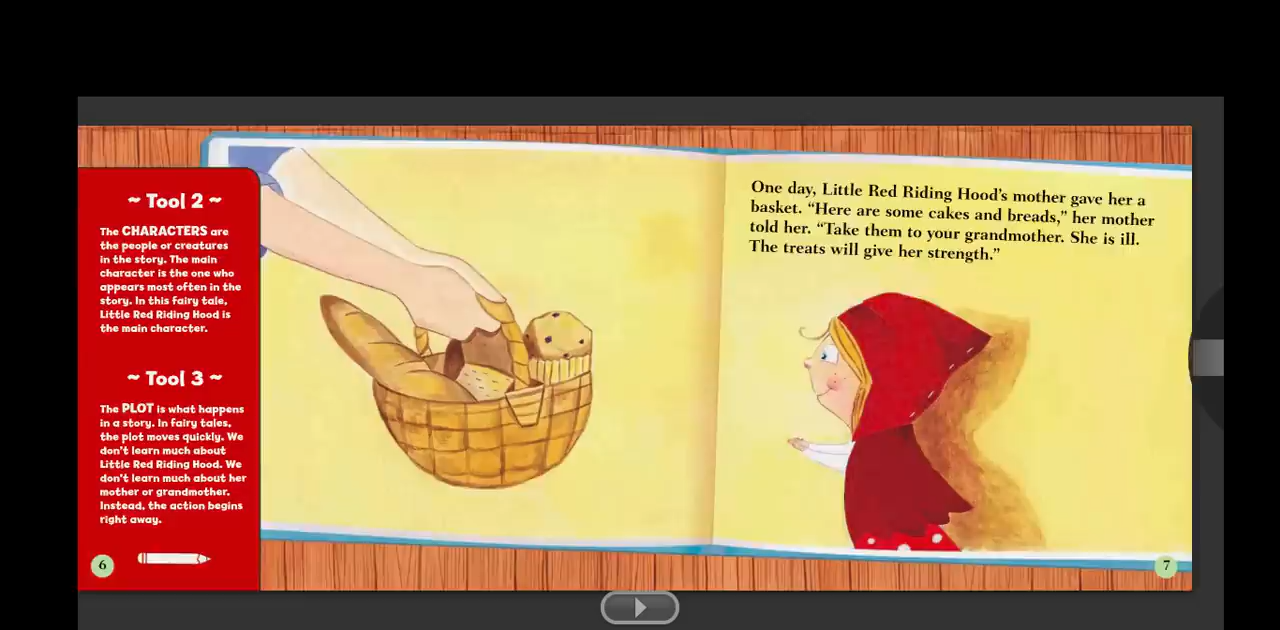 ~ Tool 2 ~
The CHARACTERS are
the people or creatures
in the story. The main
character is the one who
appears most often in the
story. In this fairy tale,
Little Red Riding Hood is
the main character.
~ Tool 3 ~
The PLOT is what happens
in a story. In fairy tales,
the plot moves quickly. We
don't learn much about
Little Red Riding Hood. We
don't learn much about her
mother or grandmother.
Instead, the action begins
right away.
6
One day, Little Red Riding Hood's mother gave her a
basket. “Here are some cakes and breads,” her mother
told her. “Take them to your grandmother. She is ill.
The treats will give her strength.”
7